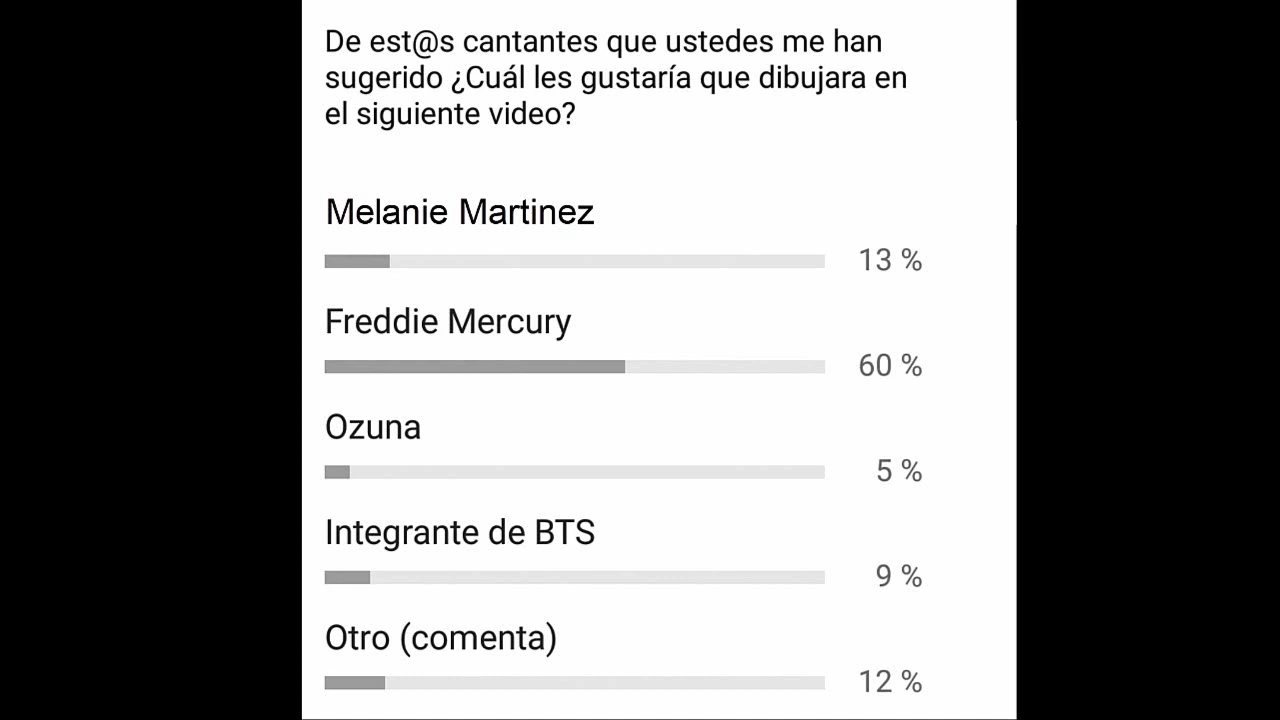 De est@s cantantes que ustedes me han
sugerido ¿Cuál les gustaría que dibujara en
el siguiente video?
Melanie Martinez
13 %
Freddie Mercury
60 %
Ozuna
5 %
Integrante de BTS
9 %
Otro (comenta)
12 %